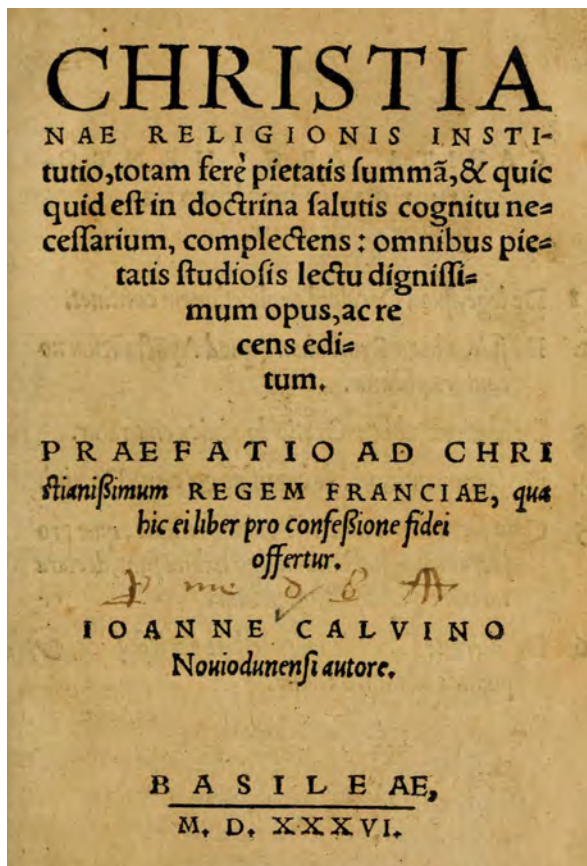 CHRISTIA
NAE RELIGIONIS INSTI-
tutio, totam ferè pietatis ſummã, & quic
quid eſt in doctrina ſalutis cognitu ne=
ceſſarium, complectens : omnibus pie=
tatis ſtudioſis lectu digniſſi=
mum opus, ac re
cens edi=
tum.
PRAEFATIO AD CHRI
ſtianißimum REGEM FRANCIAE, qua
hic ei liber pro confeßione fidei
offertur.
IOANNE CALVINO
Nouiodunenſi autore.
BASILEAE,
M. D. XXXVI.